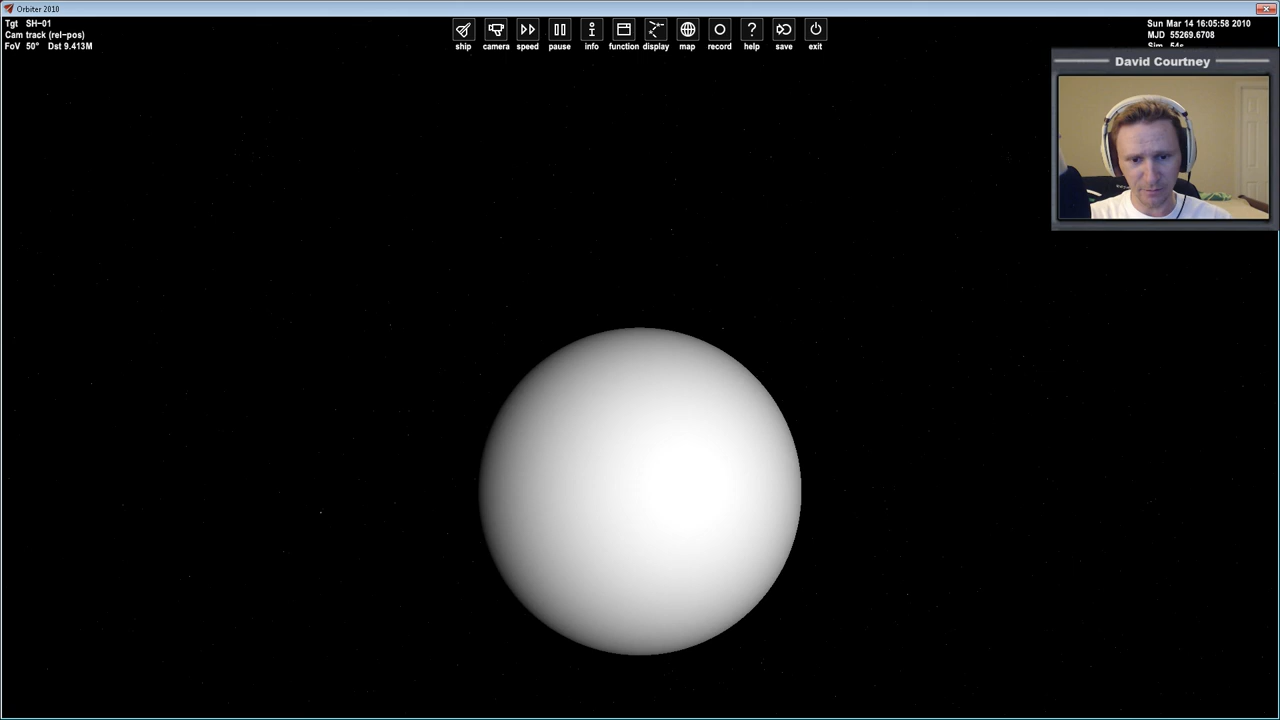 Orbiter 2010
Tgt SH-01
Cam track (rel-pos)
FoV 50° Dst 9.413M
ship camera speed pause info function display map record help save exit
Sun Mar 14 16:05:58 2010
MJD 55269.6708
Sim 54s
David Courtney